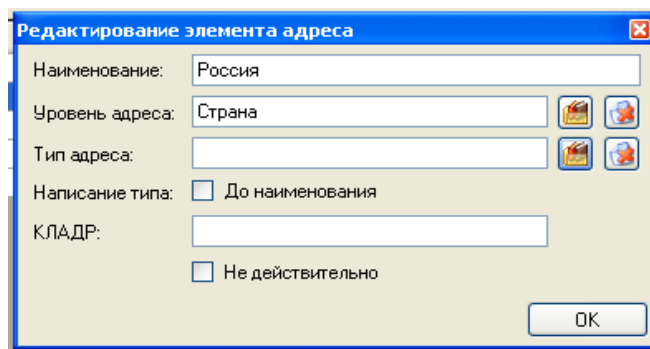 Редактирование элемента адреса
Наименование: Россия
Уровень адреса: Страна
Тип адреса:
Написание типа: До наименования
КЛАДР:
Не действительно
OK